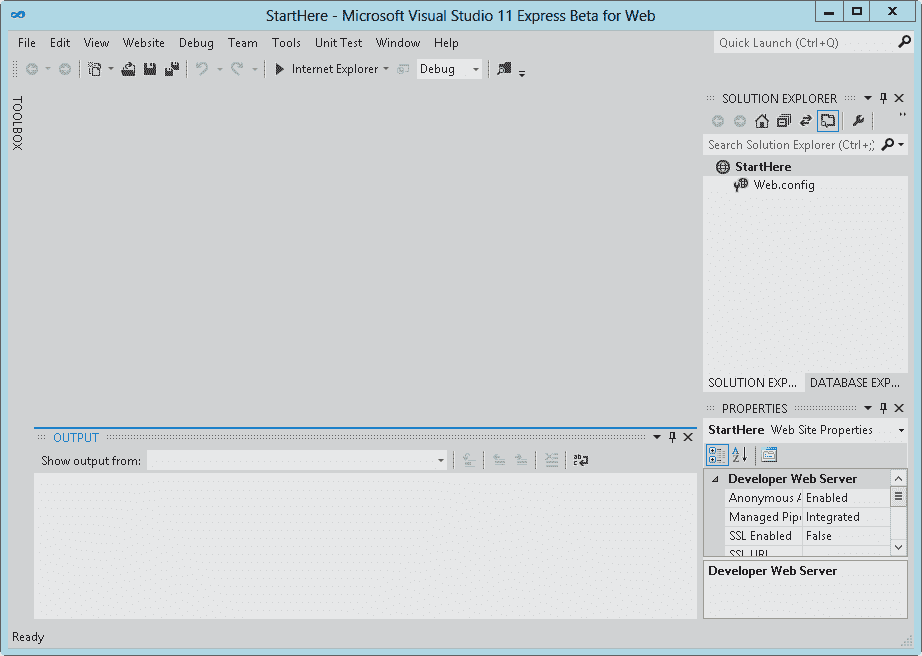 StartHere - Microsoft Visual Studio 11 Express Beta for Web
File Edit View Website Debug Team Tools Unit Test Window Help
Quick Launch (Ctrl+Q)
Internet Explorer Debug
TOOLBOX
SOLUTION EXPLORER
Search Solution Explorer (Ctrl+;)
StartHere
Web.config
SOLUTION EXP... DATABASE EXP...
PROPERTIES
StartHere Web Site Properties
Developer Web Server
Anonymous A Enabled
Managed Pip Integrated
SSL Enabled False
SSL URL
Developer Web Server
OUTPUT
Show output from:
Ready